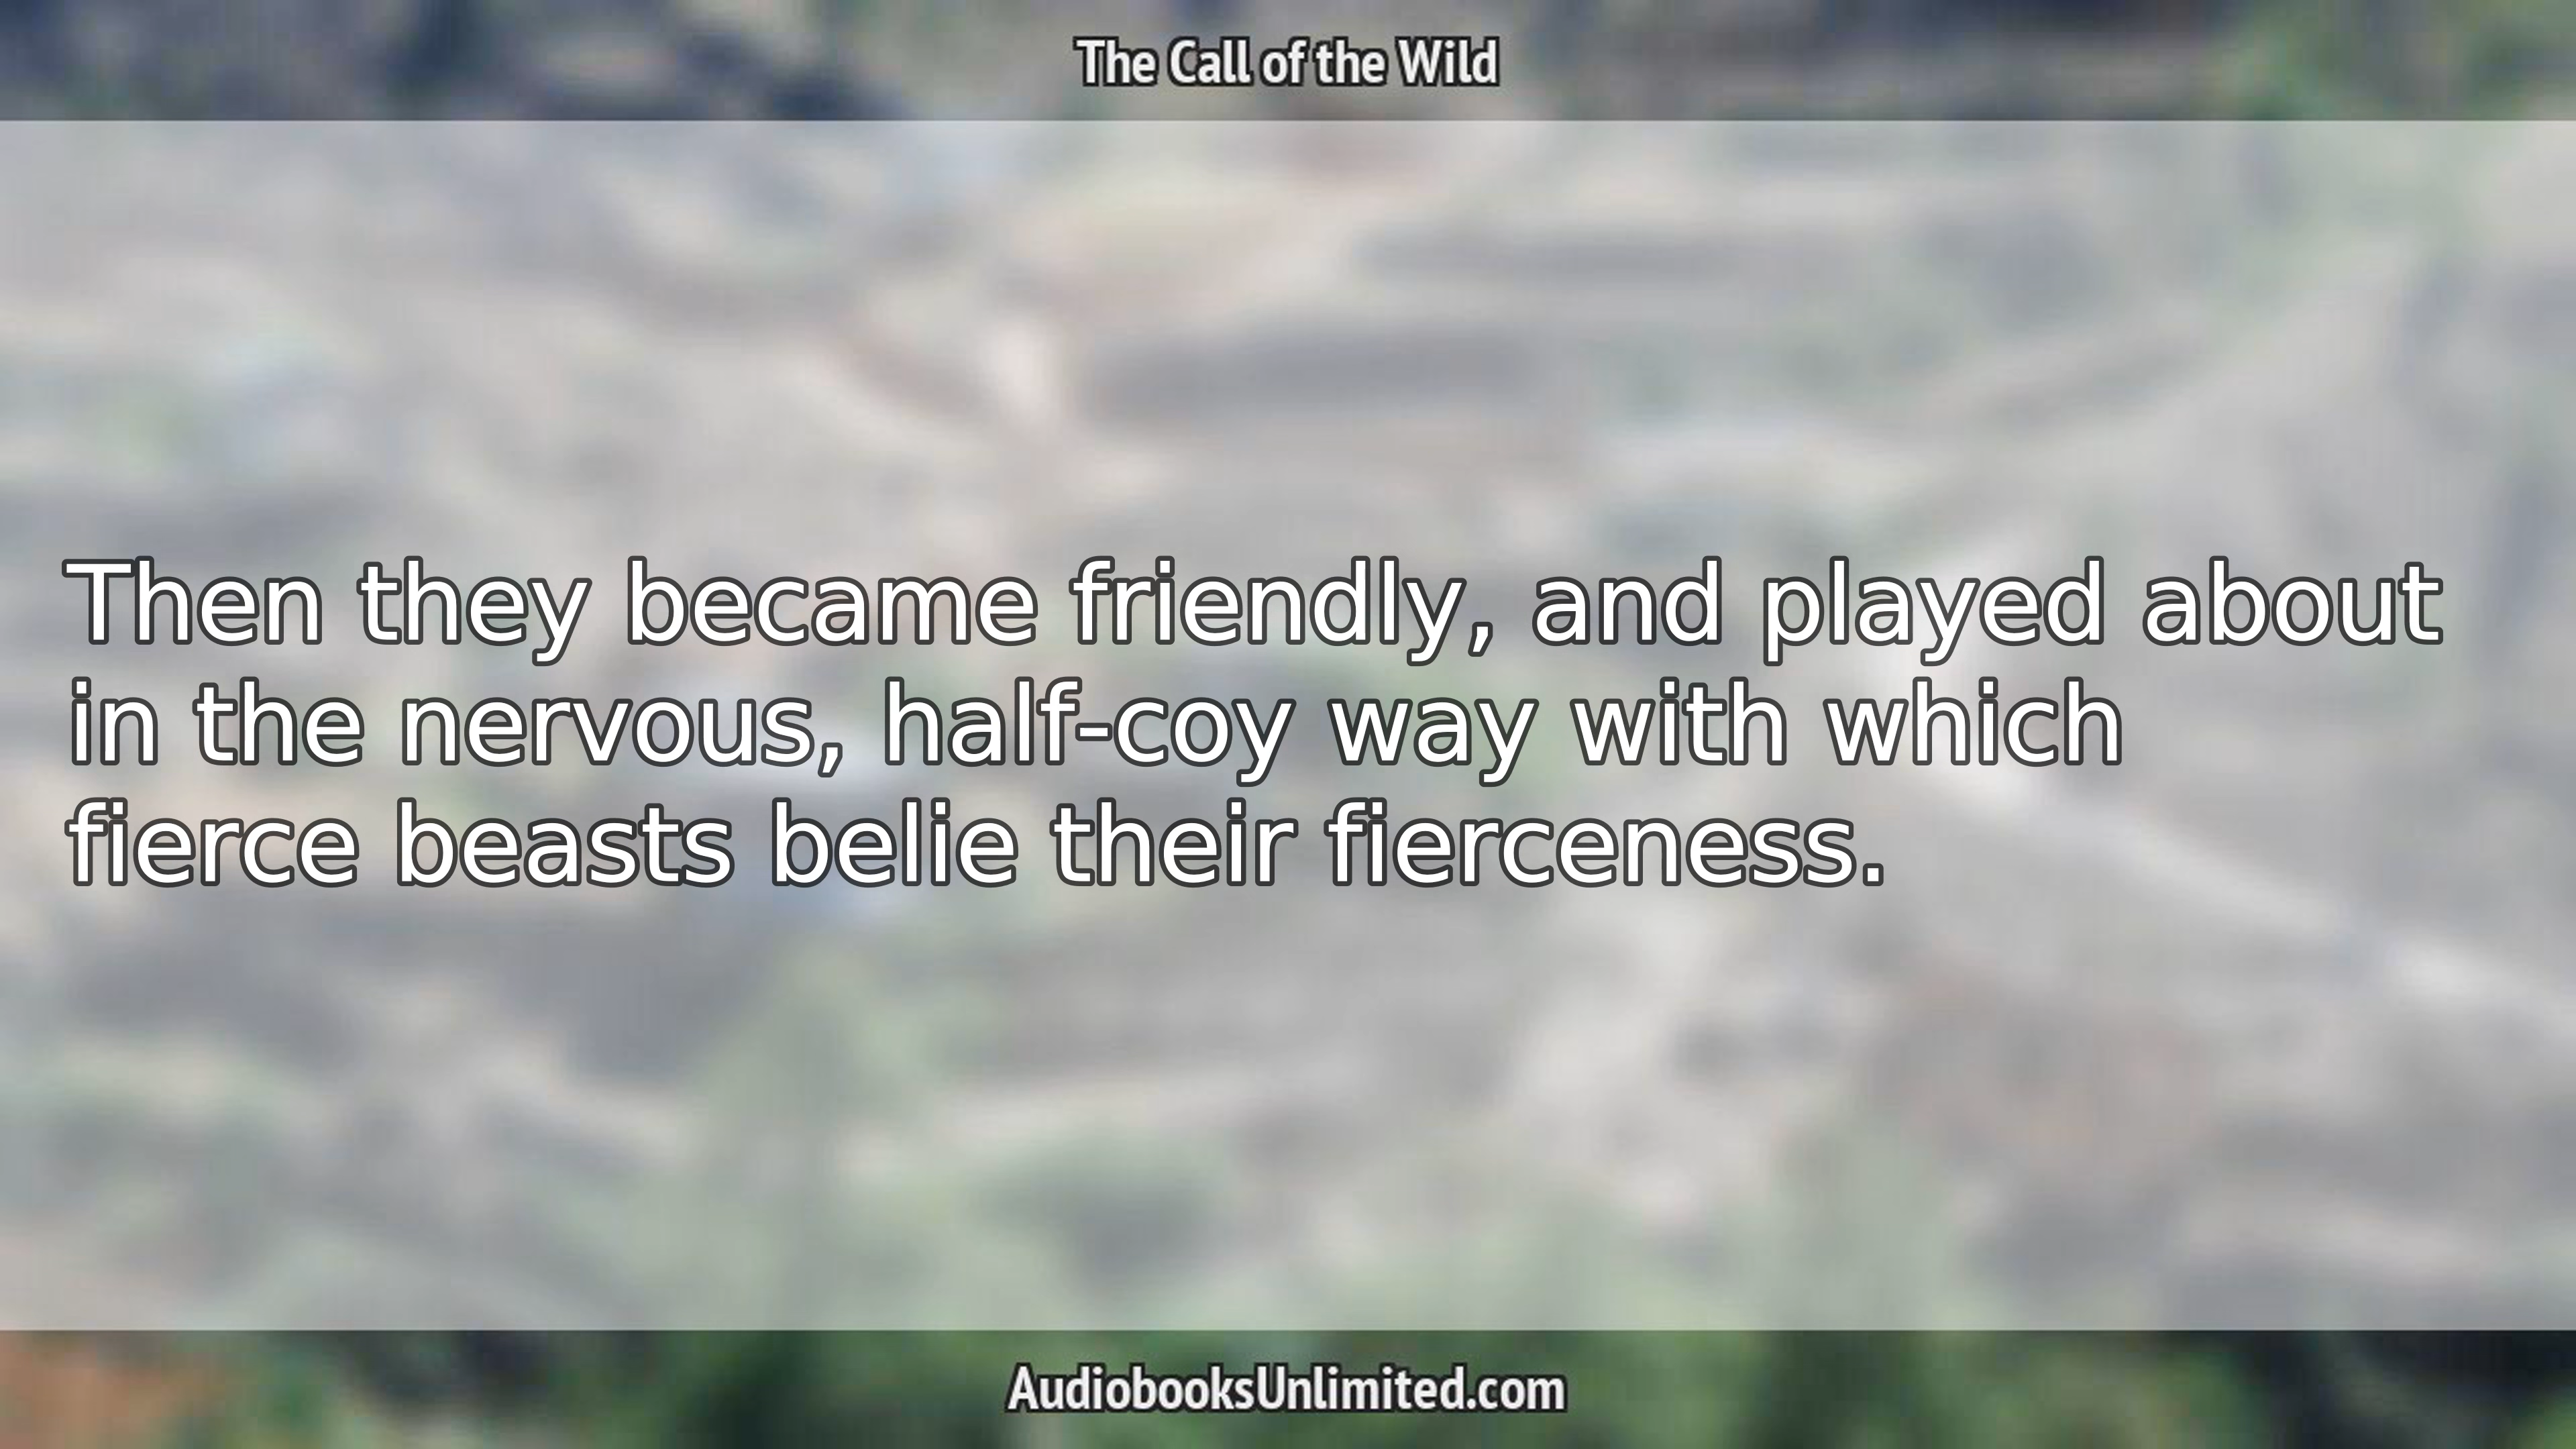 The Call of the Wild
Then they became friendly, and played about
in the nervous, half-coy way with which
fierce beasts belie their fierceness.
AudiobooksUnlimited.com